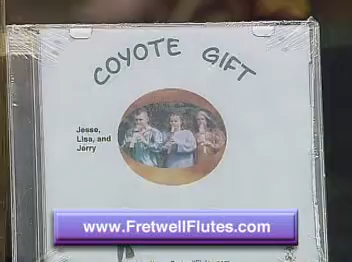 COYOTE GIFT
Jesse,
Lisa, and
Jerry
www.FretwellFlutes.com